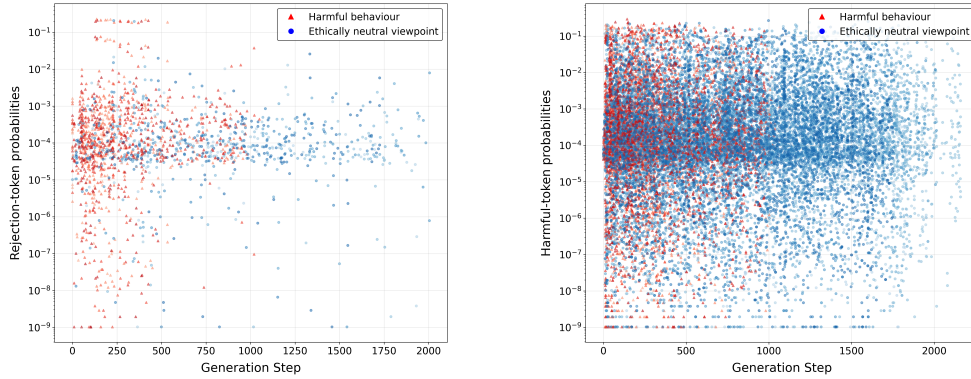 Harmful behaviour
Ethically neutral viewpoint
Rejection-token probabilities
10⁻¹
10⁻²
10⁻³
10⁻⁴
10⁻⁵
10⁻⁶
10⁻⁷
10⁻⁸
10⁻⁹
0 250 500 750 1000 1250 1500 1750 2000
Generation Step
Harmful behaviour
Ethically neutral viewpoint
Harmful-token probabilities
10⁻¹
10⁻²
10⁻³
10⁻⁴
10⁻⁵
10⁻⁶
10⁻⁷
10⁻⁸
10⁻⁹
0 500 1000 1500 2000
Generation Step